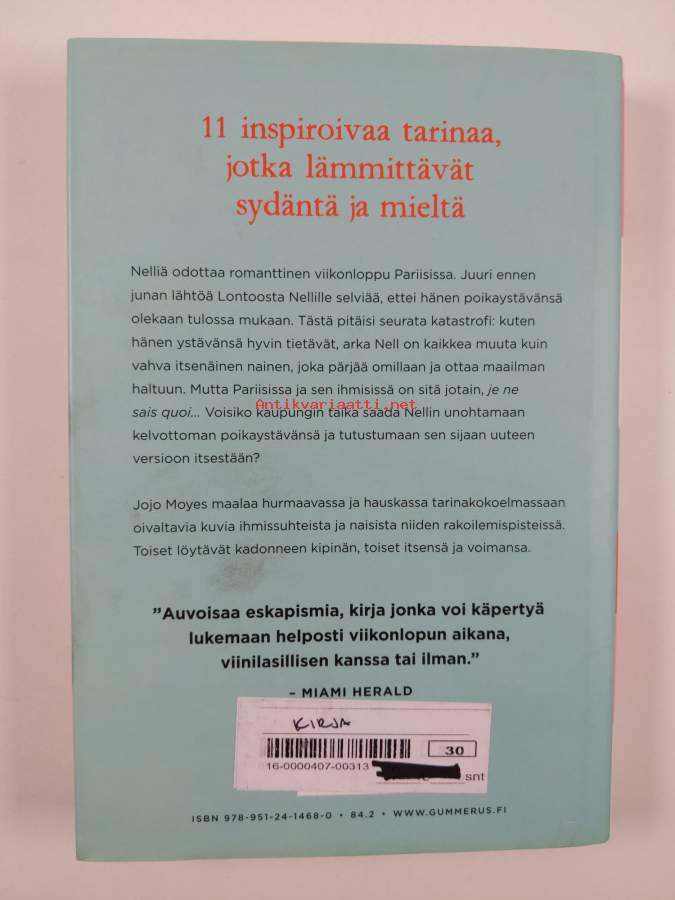 11 inspiroivaa tarinaa,
jotka lämmittävät
sydäntä ja mieltä
Nelliä odottaa romanttinen viikonloppu Pariisissa. Juuri ennen
junan lähtöä Lontoosta Nellille selviää, ettei hänen poikaystävänsä
olekaan tulossa mukaan. Tästä pitäisi seurata katastrofi: kuten
hänen ystävänsä hyvin tietävät, arka Nell on kaikkea muuta kuin
vahva itsenäinen nainen, joka pärjää omillaan ja ottaa maailman
haltuun. Mutta Pariisissa ja sen ihmisissä on sitä jotain, je ne
Antikvariaatti.net
sais quoi... Voisiko kaupungin taika saada Nellin unohtamaan
kelvottoman poikaystävänsä ja tutustumaan sen sijaan uuteen
versioon itsestään?
Jojo Moyes maalaa hurmaavassa ja hauskassa tarinakokoelmassaan
oivaltavia kuvia ihmissuhteista ja naisista niiden rakoilemispisteissä.
Toiset löytävät kadonneen kipinän, toiset itsensä ja voimansa.
”Auvoisaa eskapismia, kirja jonka voi käpertyä
lukemaan helposti viikonlopun aikana,
viinilasillisen kanssa tai ilman.”
– MIAMI HERALD
KIRJA
30
16-0000407-00313
snt
ISBN 978-951-24-1468-0 • 84.2 • WWW.GUMMERUS.FI